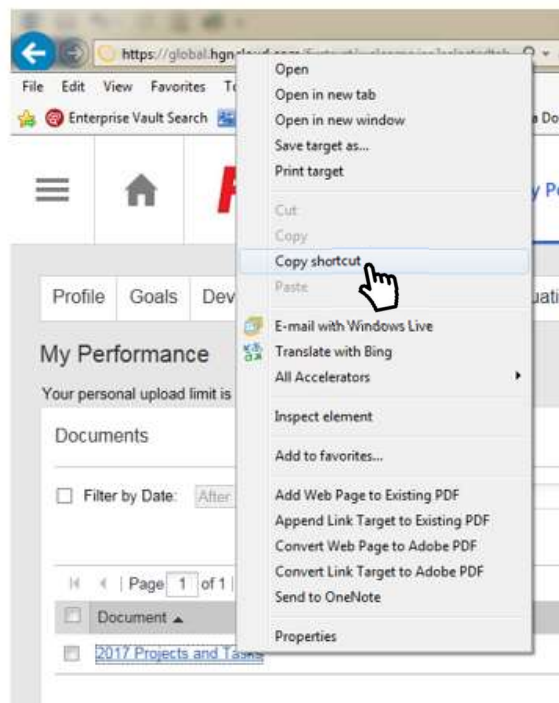 https://global.hgncloud.com/
File Edit View Favorites
Enterprise Vault Search
Open
Open in new tab
Open in new window
Save target as...
Print target
Cut
Copy
Copy shortcut
Paste
E-mail with Windows Live
Translate with Bing
All Accelerators
Inspect element
Add to favorites...
Add Web Page to Existing PDF
Append Link Target to Existing PDF
Convert Web Page to Adobe PDF
Convert Link Target to Adobe PDF
Send to OneNote
Properties
Profile Goals
My Performance
Your personal upload limit is
Documents
Filter by Date: After
Page 1 of 1
Document
2017 Projects and Tasks